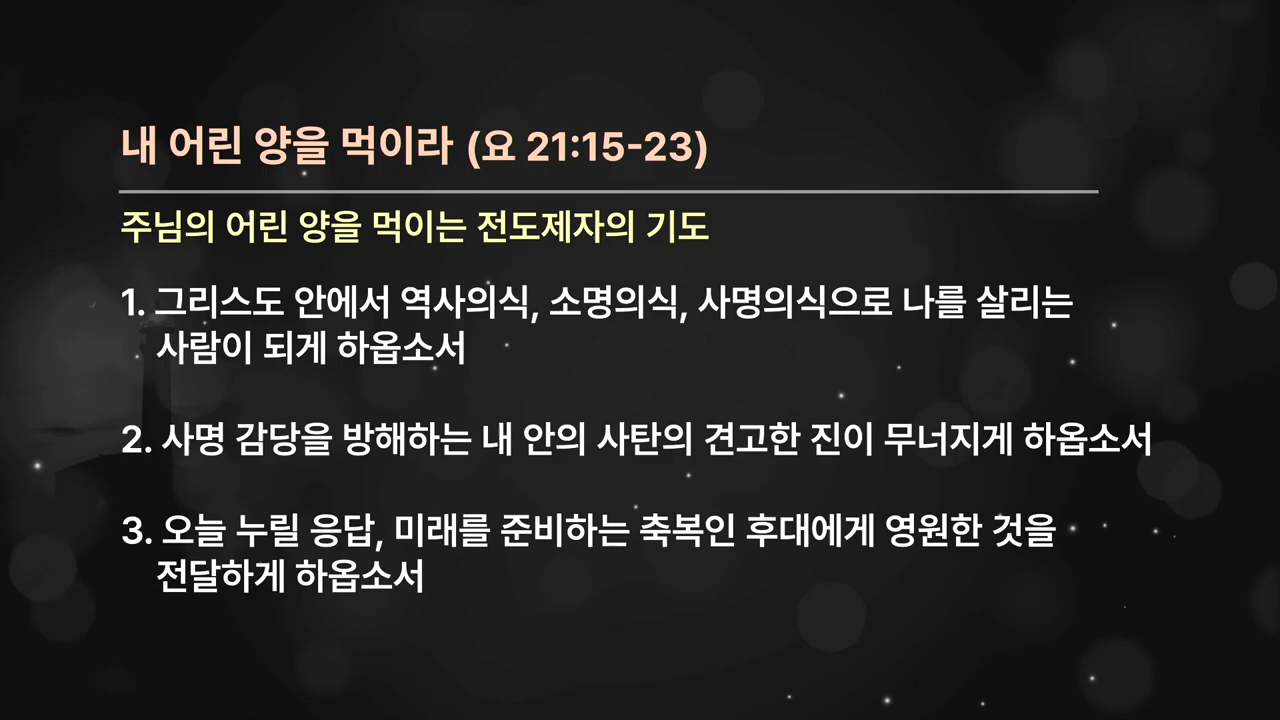 내 어린 양을 먹이라 (요 21:15-23)
주님의 어린 양을 먹이는 전도제자의 기도
1. 그리스도 안에서 역사의식, 소명의식, 사명의식으로 나를 살리는
사람이 되게 하옵소서
2. 사명 감당을 방해하는 내 안의 사탄의 견고한 진이 무너지게 하옵소서
3. 오늘 누릴 응답, 미래를 준비하는 축복인 후대에게 영원한 것을
전달하게 하옵소서